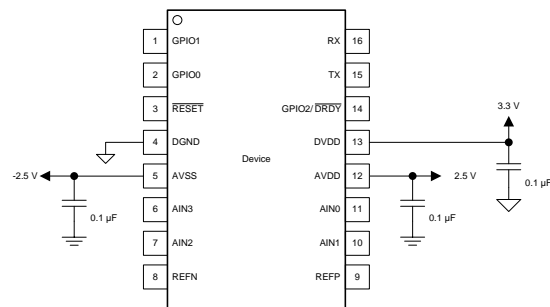 1 GPIO1 RX 16
2 GPIO0 TX 15
3.3 V
3 RESET GPIO2/DRDY 14
4 DGND DVDD 13
Device
0.1 µF
-2.5 V 5 AVSS AVDD 12 2.5 V
0.1 µF 6 AIN3 AIN0 11 0.1 µF
7 AIN2 AIN1 10
8 REFN REFP 9